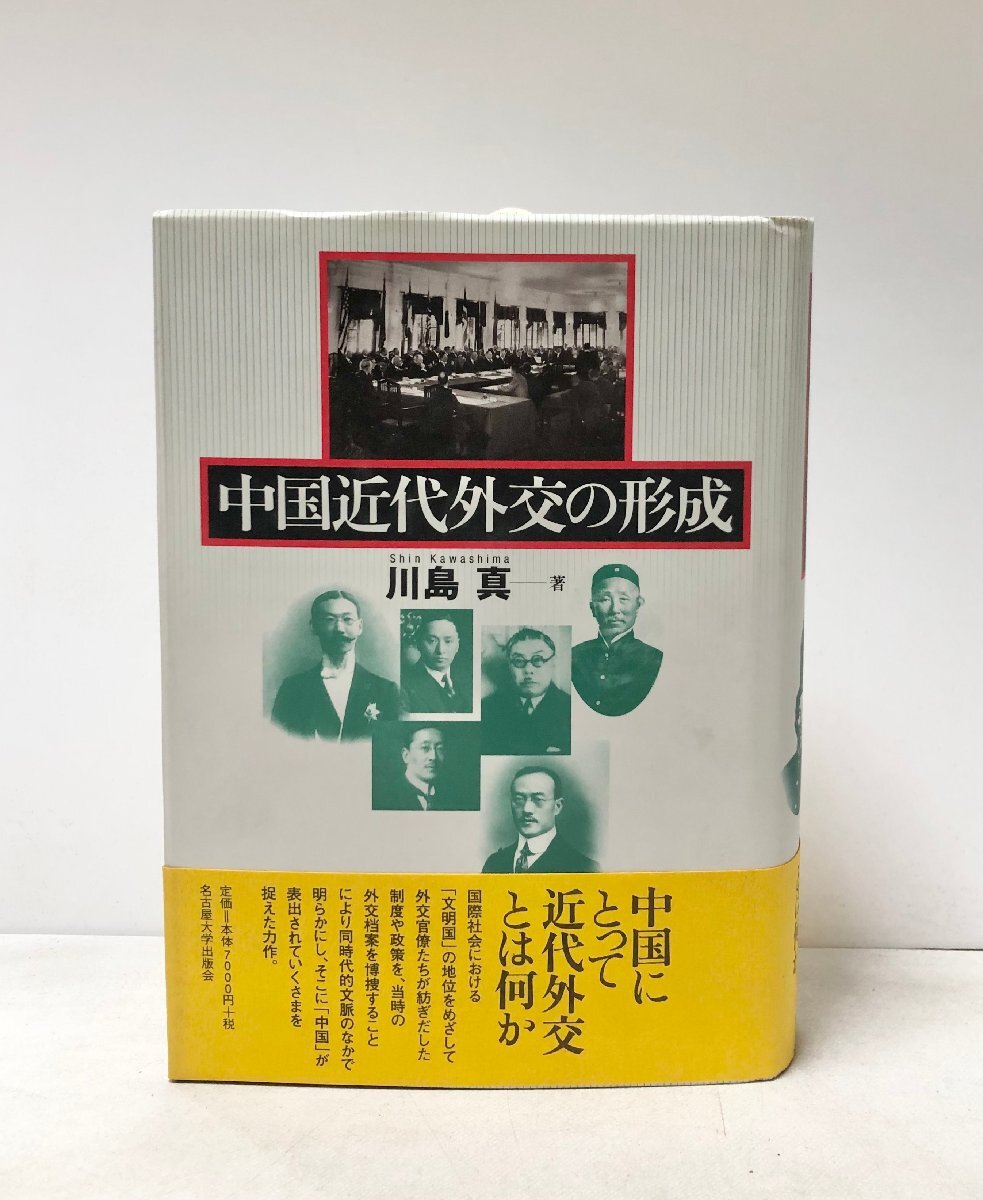 中国近代外交の形成
Shin Kawashima
川島 真──著
中国に
とって
近代外交
とは何か
国際社会における
「文明国」の地位をめざして
外交官僚たちが紡ぎだした
制度や政策を、当時の
外交档案を博捜すること
により同時代的文脈のなかで
明らかにし、そこに「中国」が
表出されていくさまを
捉えた力作。
定価=本体7000円+税
名古屋大学出版会